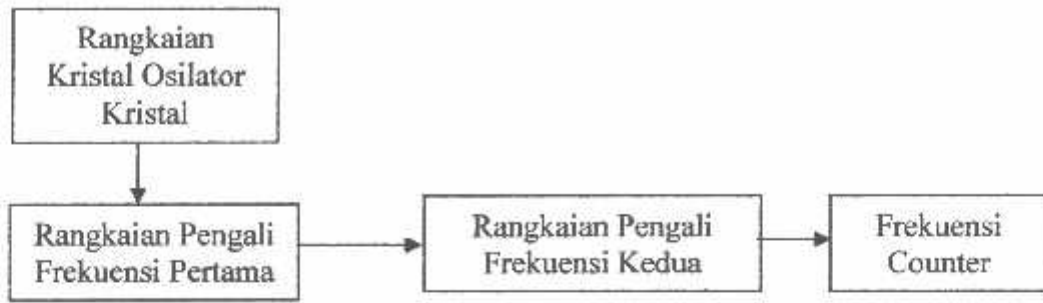 Rangkaian
Kristal Osilator
Kristal
Rangkaian Pengali
Frekuensi Pertama
Rangkaian Pengali
Frekuensi Kedua
Frekuensi
Counter